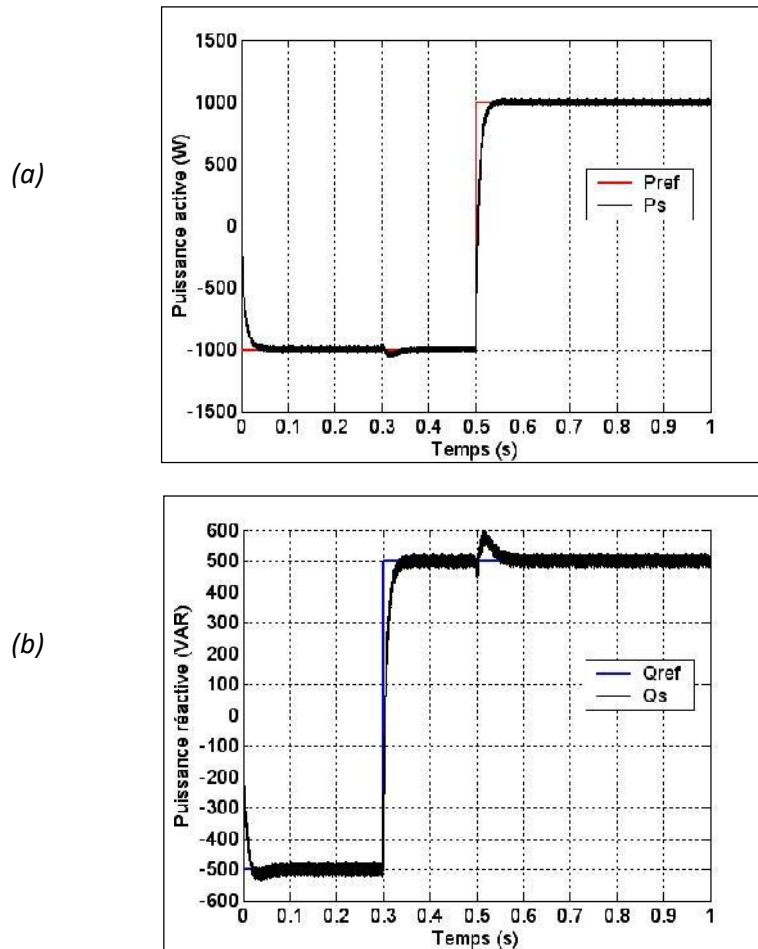 (a)
Puissance active (W)
1500
1000
500
0
-500
-1000
-1500
0 0.1 0.2 0.3 0.4 0.5 0.6 0.7 0.8 0.9 1
Temps (s)
Pref
Ps
(b)
Puissance réactive (VAR)
600
500
400
300
200
100
0
-100
-200
-300
-400
-500
-600
0 0.1 0.2 0.3 0.4 0.5 0.6 0.7 0.8 0.9 1
Temps (s)
Qref
Qs